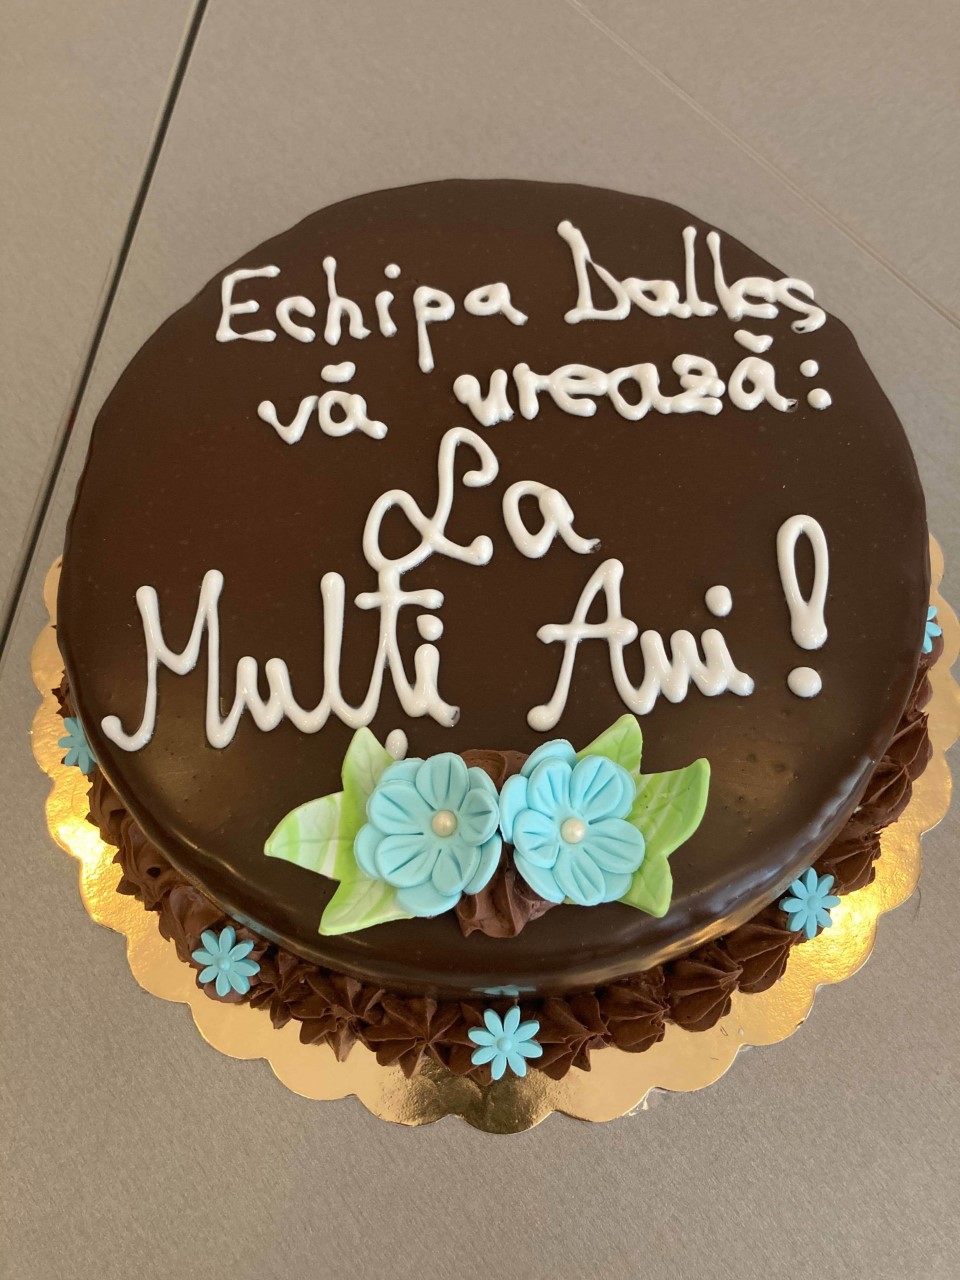 Echipa Dalles
vă urează:
La
Mulți Ani!